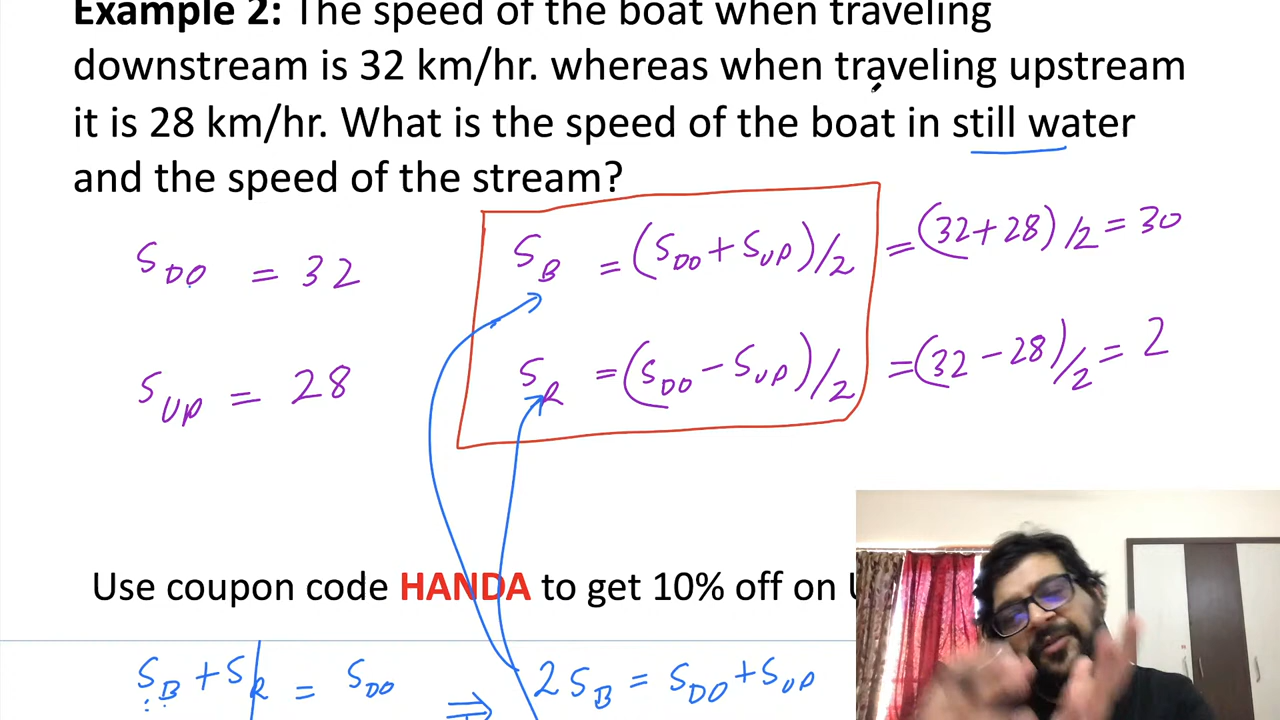 Example 2: The speed of the boat when traveling
downstream is 32 km/hr. whereas when traveling upstream
it is 28 km/hr. What is the speed of the boat in still water
and the speed of the stream?
S_DO = 32
S_B = (S_DO + S_UP)/2 = (32+28)/2 = 30
S_UP = 28
S_R = (S_DO - S_UP)/2 = (32-28)/2 = 2
Use coupon code HANDA to get 10% off on U
S_B + S_R = S_DO ⇒ 2S_B = S_DO + S_UP